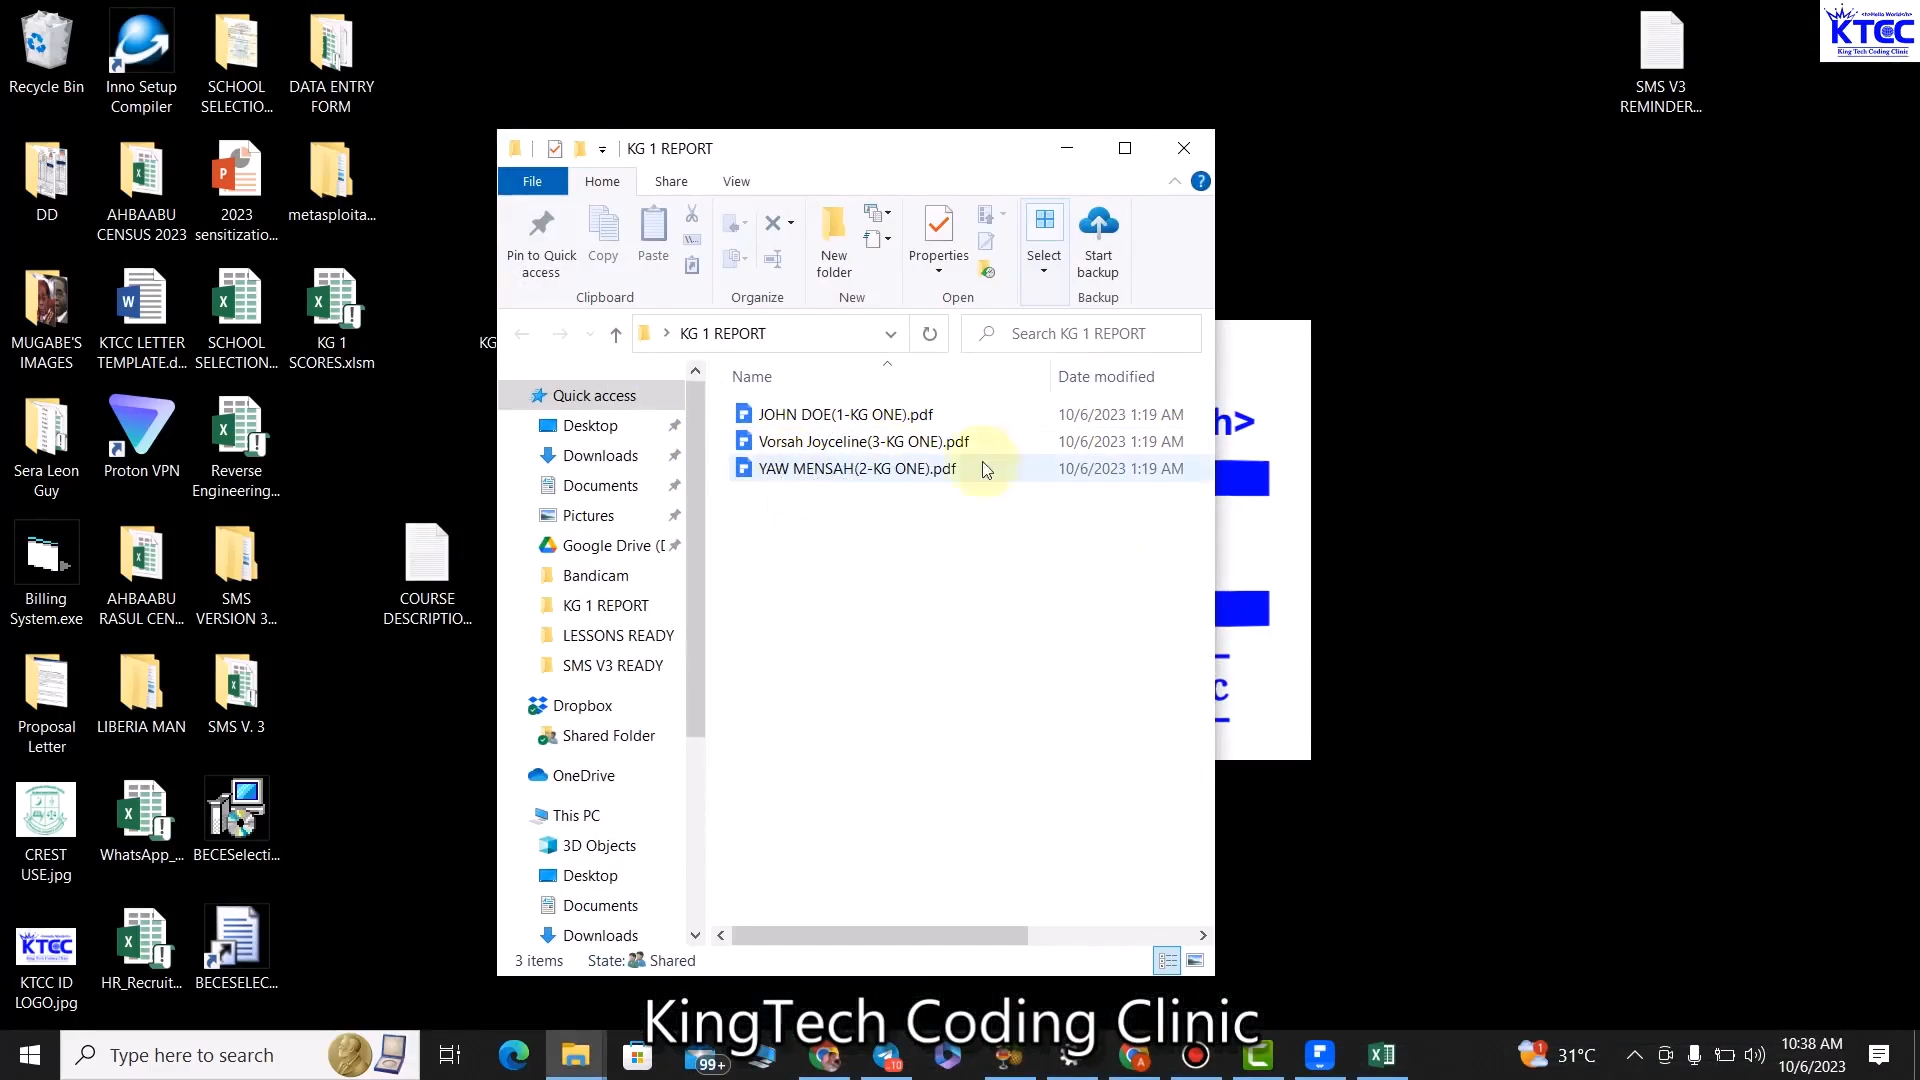 Recycle Bin
Inno Setup
Compiler
SCHOOL
SELECTIO...
DATA ENTRY
FORM
SMS V3
REMINDER...
<toHello World</h>
KTCC
King Tech Coding Clinic
DD
AHBAABU
CENSUS 2023
2023
sensitizatio...
metasploita...
MUGABE'S
IMAGES
KTCC LETTER
TEMPLATE.d...
SCHOOL
SELECTION...
KG 1
SCORES.xlsm
KG
Sera Leon
Guy
Proton VPN
Reverse
Engineering...
Billing
System.exe
AHBAABU
RASUL CEN...
SMS
VERSION 3...
COURSE
DESCRIPTIO...
Proposal
Letter
LIBERIA MAN
SMS V. 3
CREST
USE.jpg
WhatsApp_...
BECESelecti...
KTCC ID
LOGO.jpg
HR_Recruit...
BECESELEC...
KG 1 REPORT
File
Home
Share
View
Pin to Quick
access
Copy
Paste
Clipboard
Organize
New
folder
New
Properties
Open
Select
Start
backup
Backup
KG 1 REPORT
Search KG 1 REPORT
Quick access
Desktop
Downloads
Documents
Pictures
Google Drive (D
Bandicam
KG 1 REPORT
LESSONS READY
SMS V3 READY
Dropbox
Shared Folder
OneDrive
This PC
3D Objects
Desktop
Documents
Downloads
Name
Date modified
JOHN DOE(1-KG ONE).pdf 10/6/2023 1:19 AM
Vorsah Joyceline(3-KG ONE).pdf 10/6/2023 1:19 AM
YAW MENSAH(2-KG ONE).pdf 10/6/2023 1:19 AM
h>
c
3 items
State: Shared
KingTech Coding Clinic
Type here to search
99+
10
31°C
10:38 AM
10/6/2023